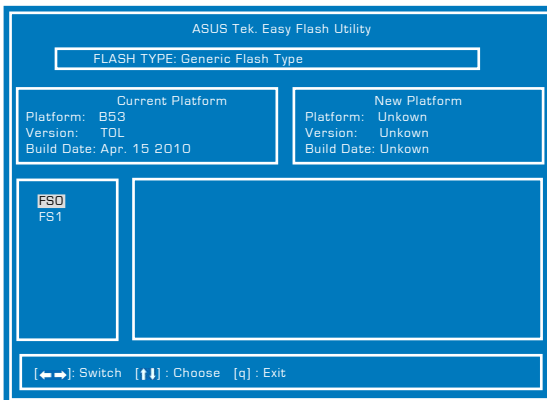 ASUS Tek. Easy Flash Utility
FLASH TYPE: Generic Flash Type
Current Platform
Platform: B53
Version: TOL
Build Date: Apr. 15 2010
New Platform
Platform: Unkown
Version: Unkown
Build Date: Unkown
FS0
FS1
[←→]: Switch [↑↓] : Choose [q] : Exit